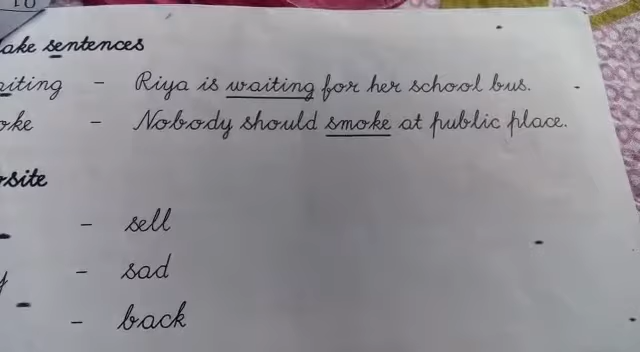 10
ake sentences
aiting - Riya is waiting for her school bus.
oke - Nobody should smoke at public place.
site
- sell
y - sad
- back